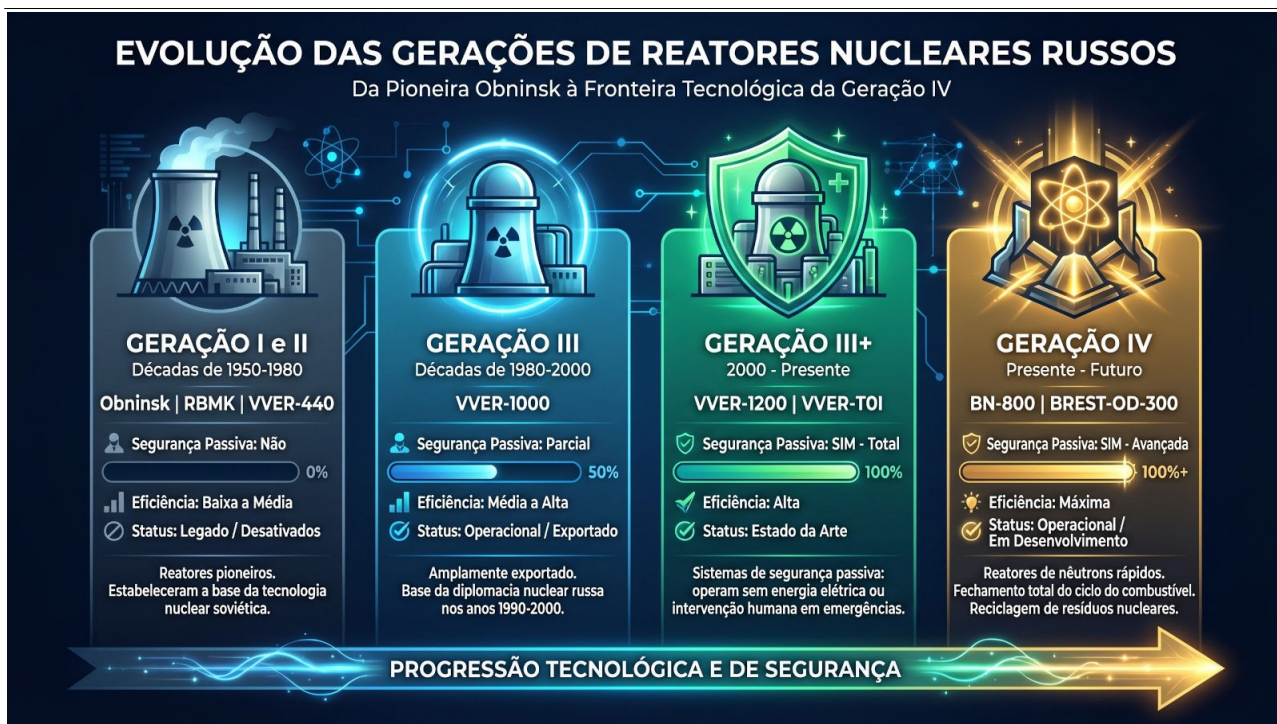 EVOLUÇÃO DAS GERAÇÕES DE REATORES NUCLEARES RUSSOS
Da Pioneira Obninsk à Fronteira Tecnológica da Geração IV
GERAÇÃO I e II
Décadas de 1950-1980
Obninsk | RBMK | VVER-440
Segurança Passiva: Não
0%
Eficiência: Baixa a Média
Status: Legado / Desativados
Reatores pioneiros.
Estabeleceram a base da tecnologia
nuclear soviética.
GERAÇÃO III
Décadas de 1980-2000
VVER-1000
Segurança Passiva: Parcial
50%
Eficiência: Média a Alta
Status: Operacional / Exportado
Amplamente exportado.
Base da diplomacia nuclear russa
nos anos 1990-2000.
GERAÇÃO III+
2000 - Presente
VVER-1200 | VVER-TOI
Segurança Passiva: SIM - Total
100%
Eficiência: Alta
Status: Estado da Arte
Sistemas de segurança passiva:
operam sem energia elétrica ou
intervenção humana em emergências.
GERAÇÃO IV
Presente - Futuro
BN-800 | BREST-OD-300
Segurança Passiva: SIM - Avançada
100%+
Eficiência: Máxima
Status: Operacional /
Em Desenvolvimento
Reatores de nêutrons rápidos.
Fechamento total do ciclo do combustível.
Reciclagem de resíduos nucleares.
PROGRESSÃO TECNOLÓGICA E DE SEGURANÇA